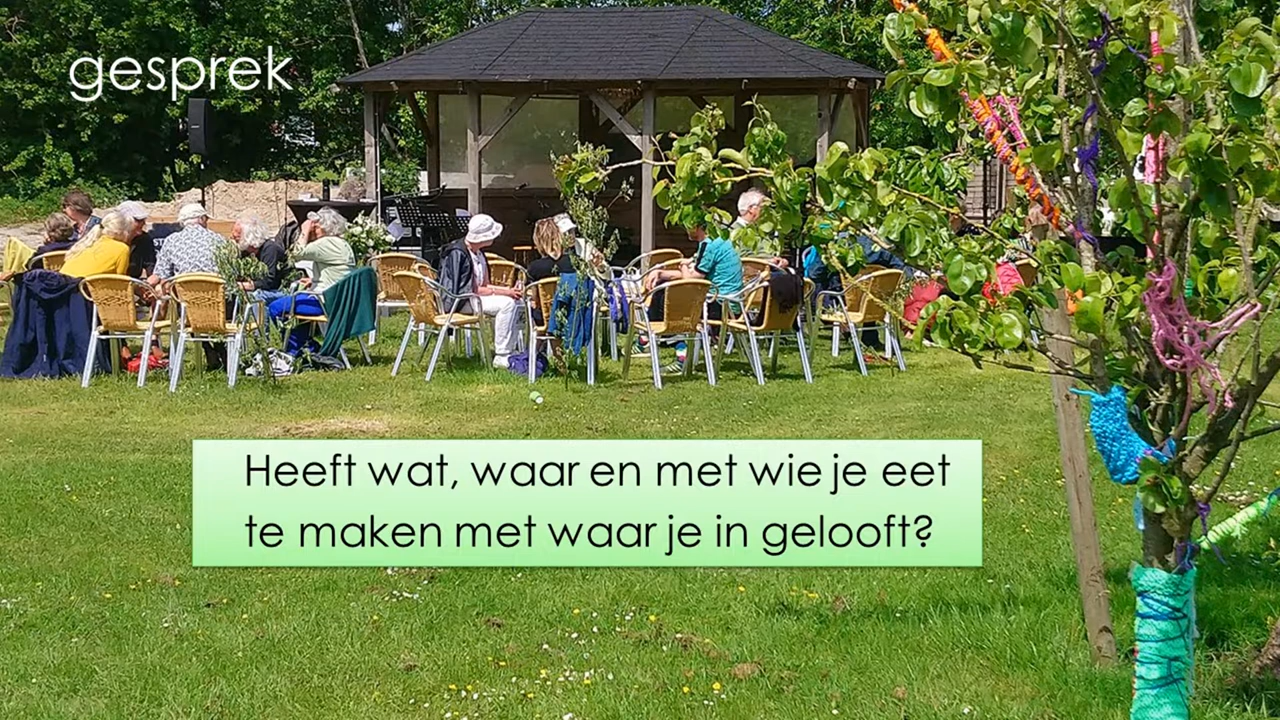 gesprek
Heeft wat, waar en met wie je eet
te maken met waar je in gelooft?